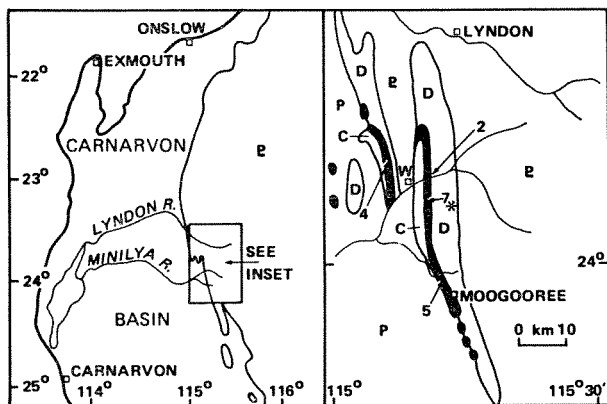 ONSLOW
22°
EXMOUTH
CARNARVON
P
23°
LYNDON R.
MINILYA R.
SEE
INSET
24°
BASIN
CARNARVON
25°
114°
115°
116°
LYNDON
D
P
P
D
C
2
W
P
D
4
7
*
C
D
24°
MOOGOOREE
5
P
0 km 10
115°
115°30'